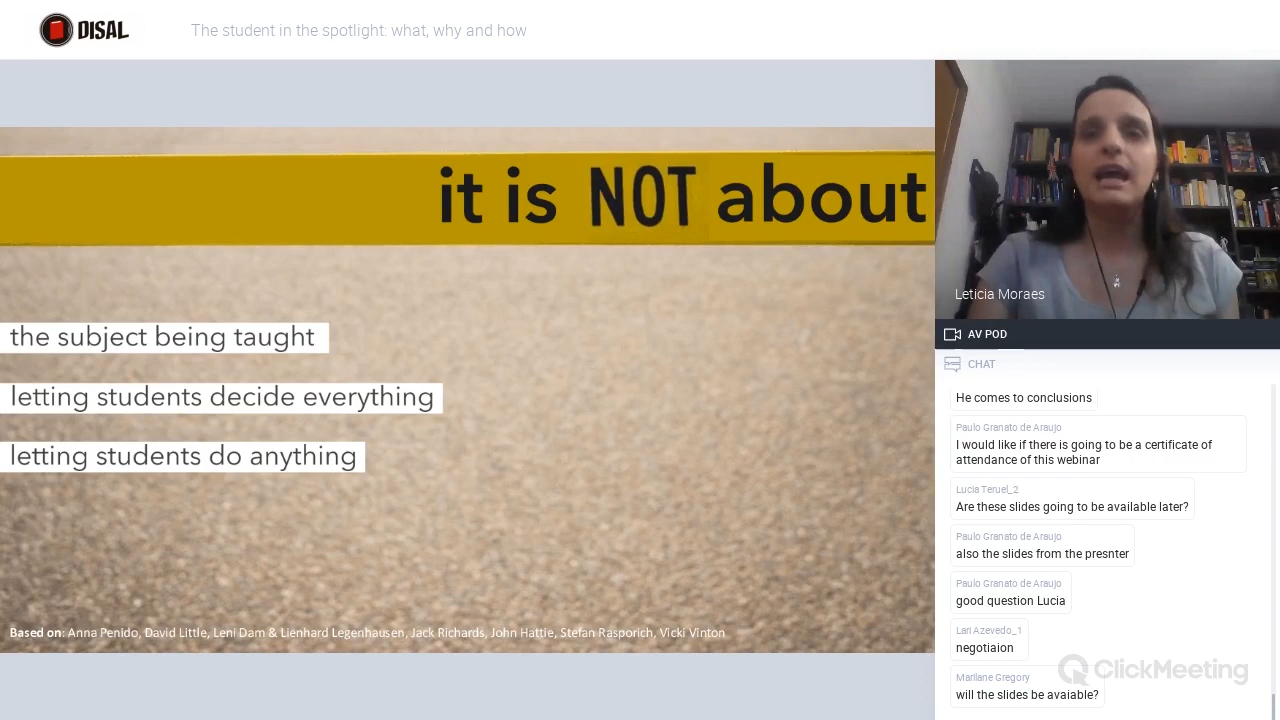 DISAL
The student in the spotlight: what, why and how
it is NOT about
the subject being taught
letting students decide everything
letting students do anything
Based on: Anna Penido, David Little, Leni Dam & Lienhard Legenhausen, Jack Richards, John Hattie, Stefan Rasporich, Vicki Vinton
Leticia Moraes
AV POD
CHAT
He comes to conclusions
Paulo Granato de Araujo
I would like if there is going to be a certificate of
attendance of this webinar
Lucia Teruel_2
Are these slides going to be available later?
Paulo Granato de Araujo
also the slides from the presnter
Paulo Granato de Araujo
good question Lucia
Lari Azevedo_1
negotiaion
Marilane Gregory
will the slides be avaiable?
ClickMeeting